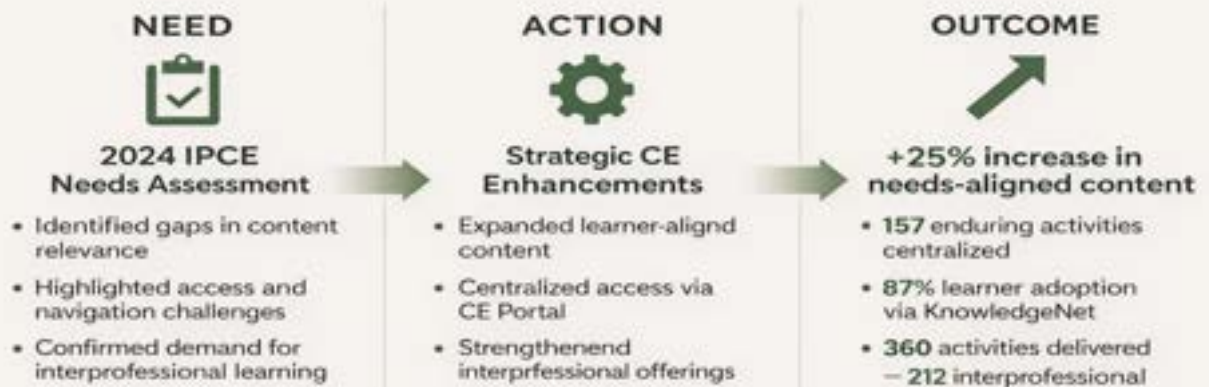 NEED
2024 IPCE
Needs Assessment
• Identified gaps in content
relevance
• Highlighted access and
navigation challenges
• Confirmed demand for
interprofessional learning
ACTION
Strategic CE
Enhancements
• Expanded learner-alignd
content
• Centralized access via
CE Portal
• Strengthenend
interprfessional offerings
OUTCOME
+25% increase in
needs-aligned content
• 157 enduring activities
centralized
• 87% learner adoption
via KnowledgeNet
• 360 activities delivered
– 212 interprofessional